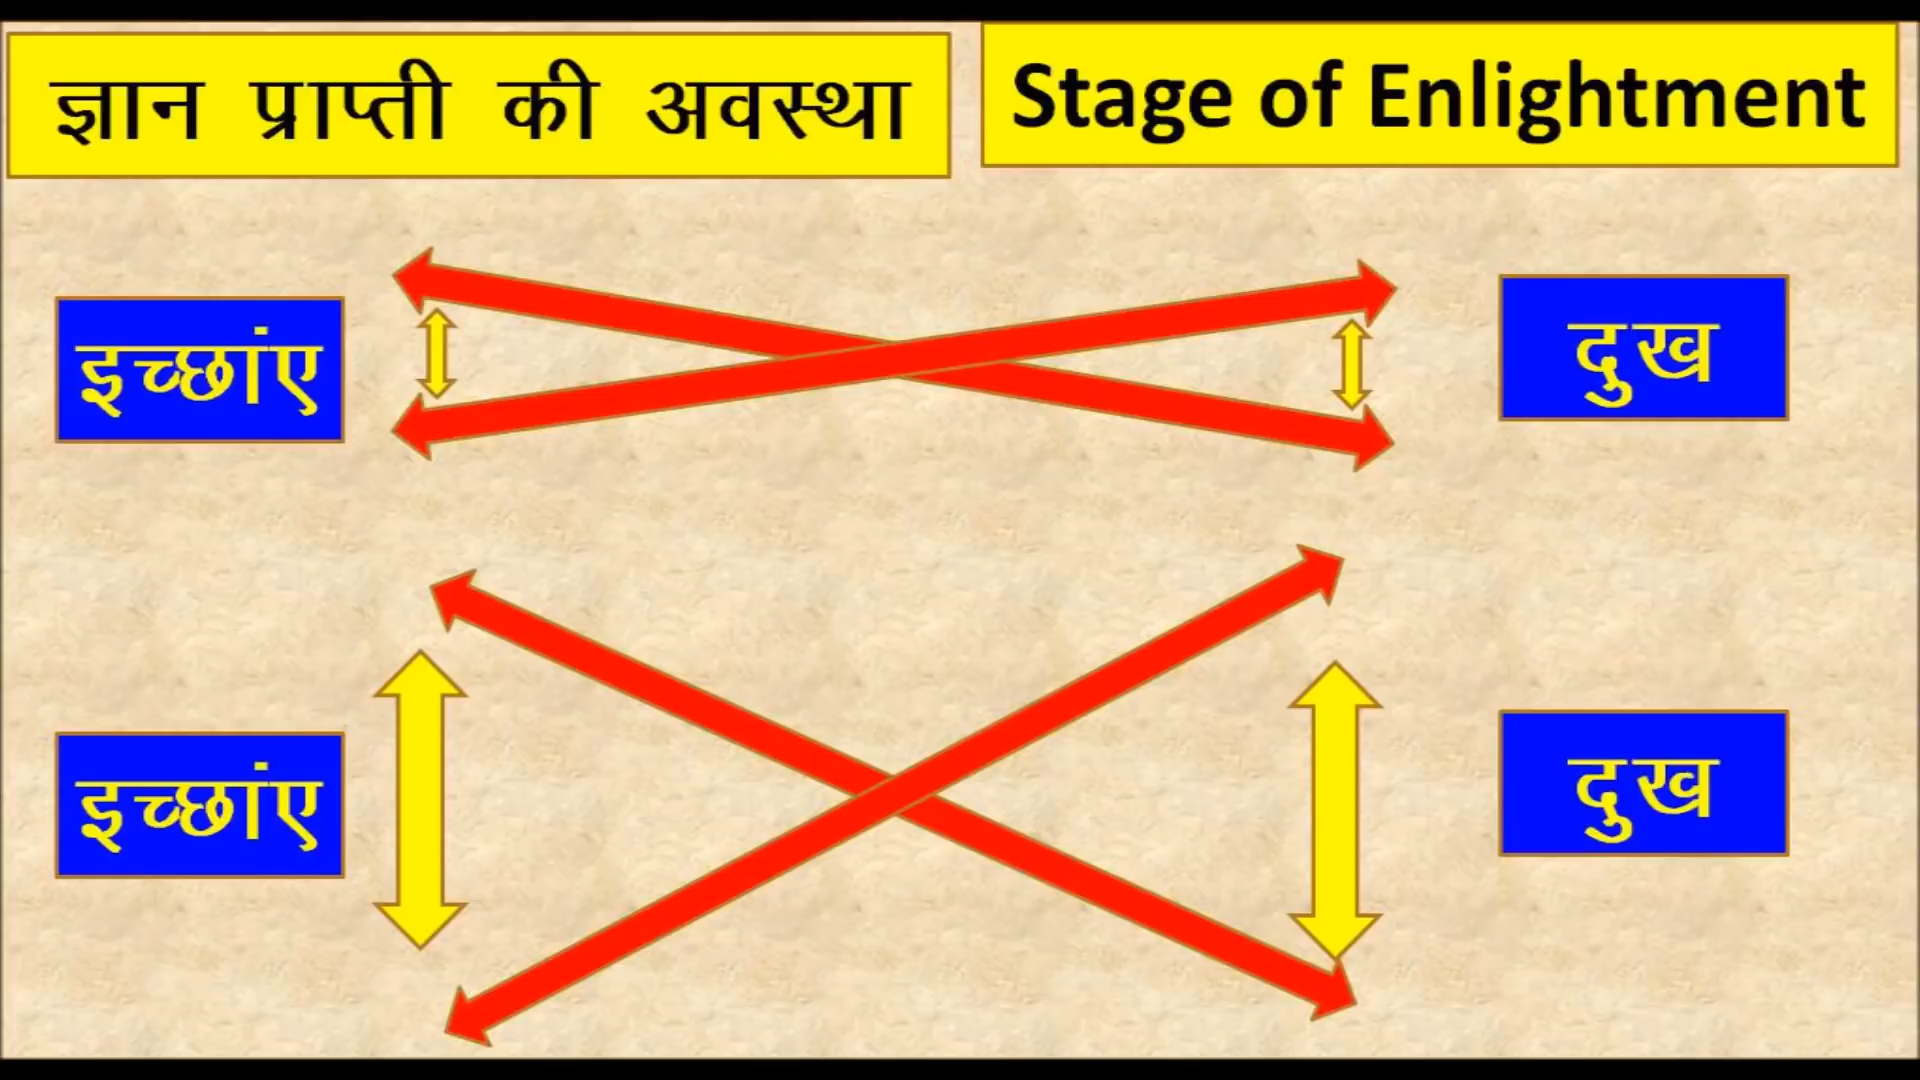 ज्ञान प्राप्ती की अवस्था
Stage of Enlightment
इच्छांए
दुख
इच्छांए
दुख